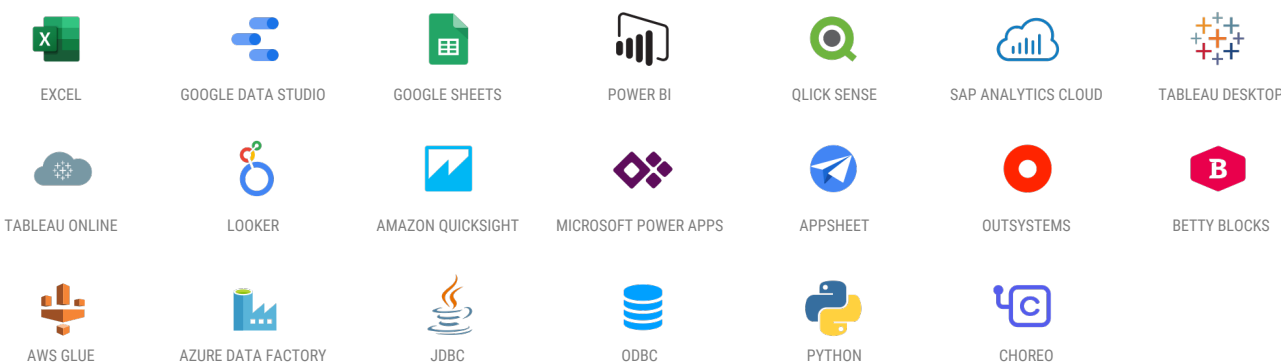 X
EXCEL
GOOGLE DATA STUDIO
GOOGLE SHEETS
POWER BI
QLICK SENSE
SAP ANALYTICS CLOUD
TABLEAU DESKTOP
TABLEAU ONLINE
LOOKER
AMAZON QUICKSIGHT
MICROSOFT POWER APPS
APPSHEET
OUTSYSTEMS
B
BETTY BLOCKS
AWS GLUE
AZURE DATA FACTORY
JDBC
ODBC
PYTHON
C
CHOREO